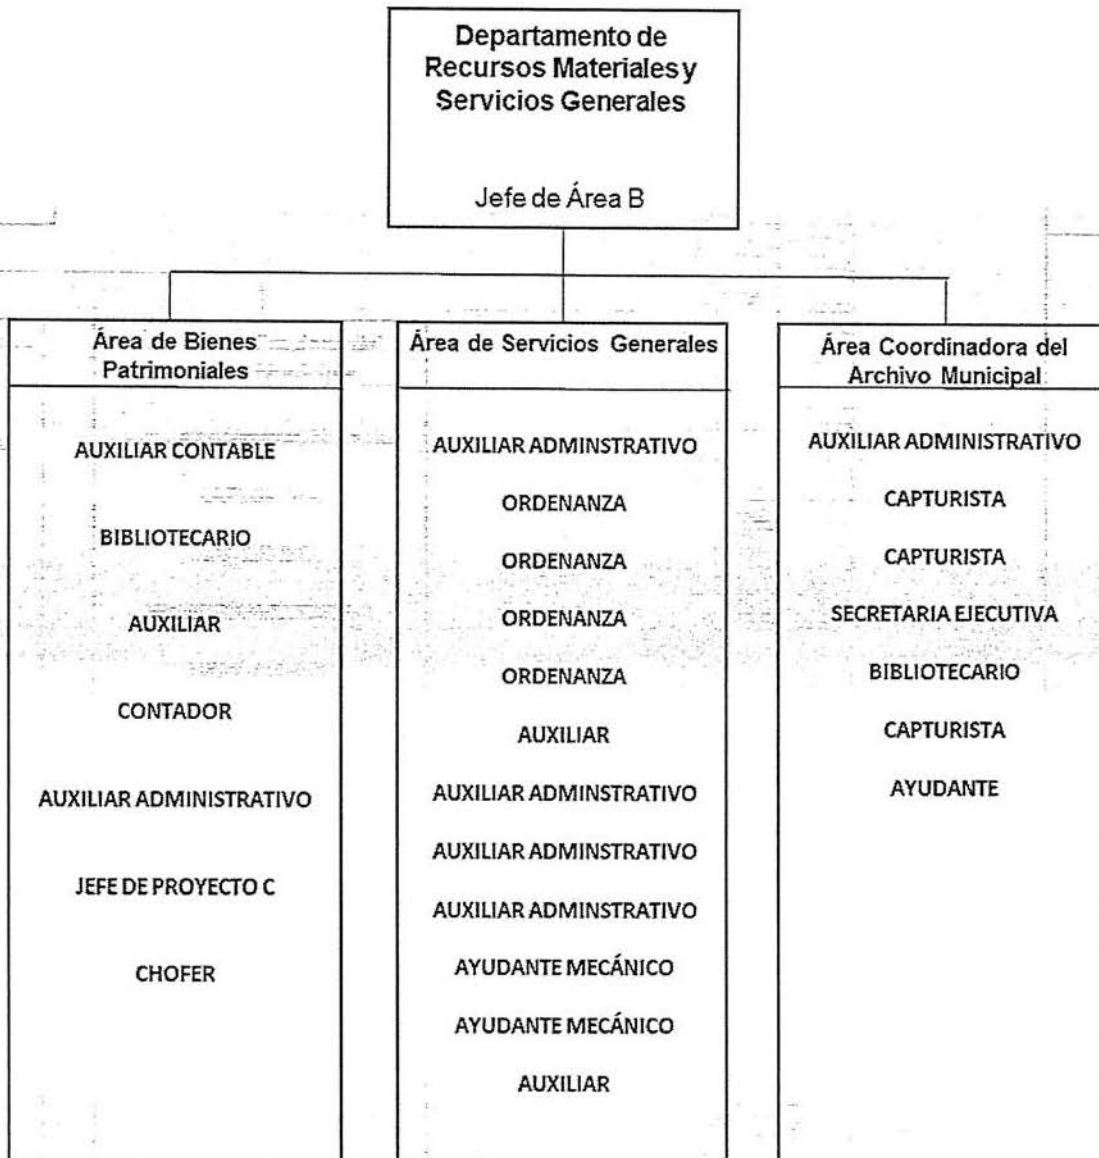 Departamento de
Recursos Materiales y
Servicios Generales
Jefe de Área B
Área de Bienes
Patrimoniales
AUXILIAR CONTABLE
BIBLIOTECARIO
AUXILIAR
CONTADOR
AUXILIAR ADMINISTRATIVO
JEFE DE PROYECTO C
CHOFER
Área de Servicios Generales
AUXILIAR ADMINSTRATIVO
ORDENANZA
ORDENANZA
ORDENANZA
ORDENANZA
AUXILIAR
AUXILIAR ADMINSTRATIVO
AUXILIAR ADMINSTRATIVO
AUXILIAR ADMINSTRATIVO
AYUDANTE MECÁNICO
AYUDANTE MECÁNICO
AUXILIAR
Área Coordinadora del
Archivo Municipal
AUXILIAR ADMINISTRATIVO
CAPTURISTA
CAPTURISTA
SECRETARIA EJECUTIVA
BIBLIOTECARIO
CAPTURISTA
AYUDANTE